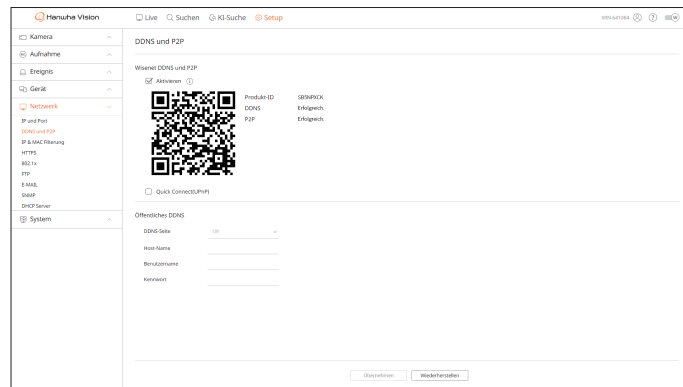 Hanwha Vision
Live
Suchen
KI-Suche
Setup
Kamera
Aufnahme
Ereignis
Gerät
Netzwerk
IP und Port
DDNS und P2P
IP & MAC Filterung
HTTPS
802.1x
FTP
E-MAIL
SNMP
DHCP Server
System
DDNS und P2P
Wisenet DDNS und P2P
Aktivieren
Produkt-ID
DDNS Erfolgreich.
P2P Erfolgreich.
Quick Connect(UPnP)
Öffentliches DDNS
DDNS-Seite Off
Host-Name
Benutzername
Kennwort
Übernehmen
Wiederherstellen